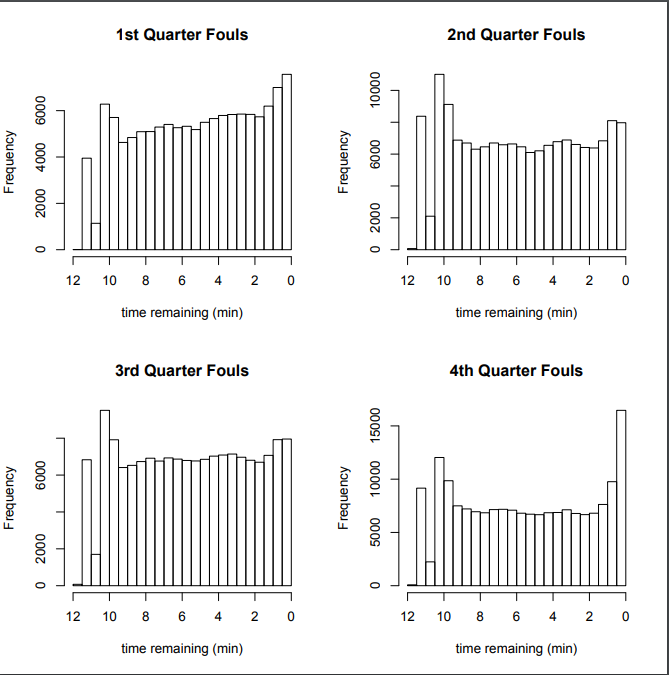 1st Quarter Fouls
Frequency
6000
4000
2000
0
12 10 8 6 4 2 0
time remaining (min)
2nd Quarter Fouls
Frequency
10000
6000
2000
0
12 10 8 6 4 2 0
time remaining (min)
3rd Quarter Fouls
Frequency
6000
2000
0
12 10 8 6 4 2 0
time remaining (min)
4th Quarter Fouls
Frequency
15000
10000
5000
0
12 10 8 6 4 2 0
time remaining (min)